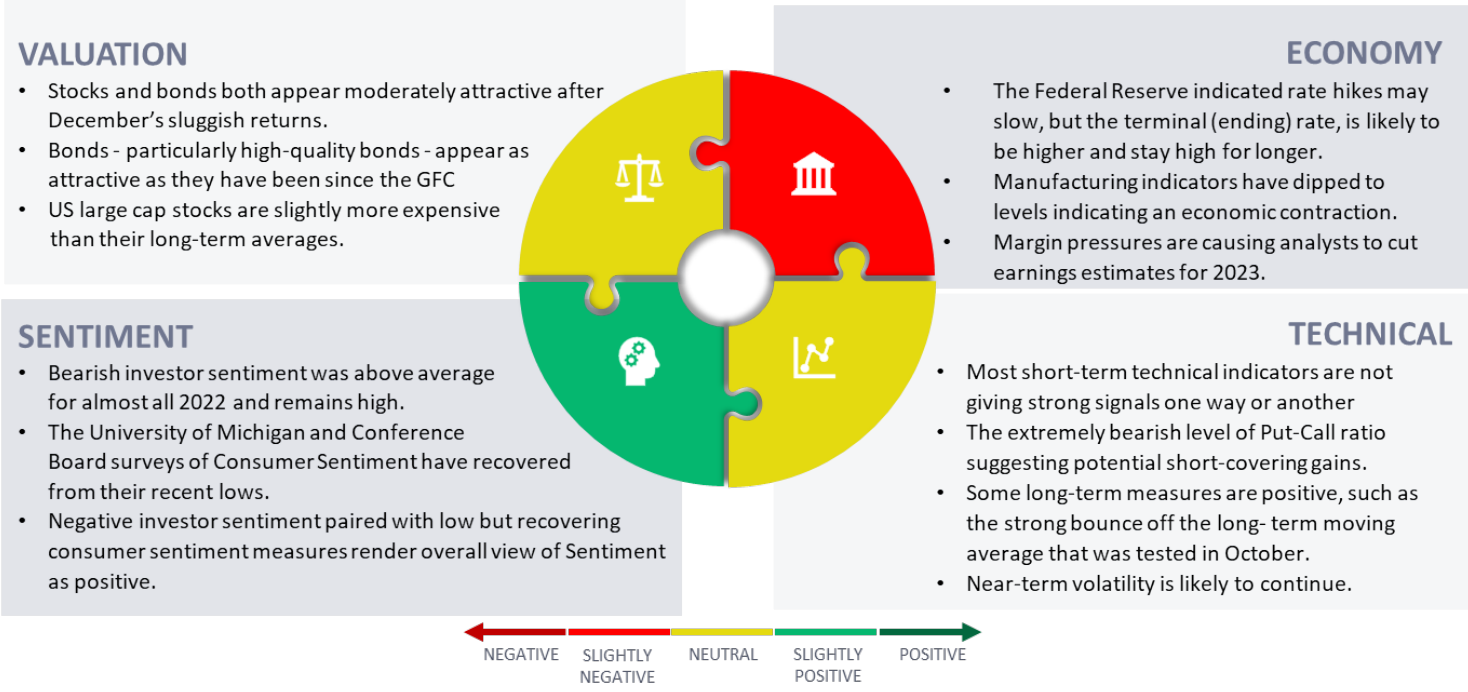 VALUATION
• Stocks and bonds both appear moderately attractive after
December's sluggish returns.
• Bonds - particularly high-quality bonds - appear as
attractive as they have been since the GFC
• US large cap stocks are slightly more expensive
than their long-term averages.
ECONOMY
• The Federal Reserve indicated rate hikes may
slow, but the terminal (ending) rate, is likely to
be higher and stay high for longer.
• Manufacturing indicators have dipped to
levels indicating an economic contraction.
• Margin pressures are causing analysts to cut
earnings estimates for 2023.
SENTIMENT
• Bearish investor sentiment was above average
for almost all 2022 and remains high.
• The University of Michigan and Conference
Board surveys of Consumer Sentiment have recovered
from their recent lows.
• Negative investor sentiment paired with low but recovering
consumer sentiment measures render overall view of Sentiment
as positive.
TECHNICAL
• Most short-term technical indicators are not
giving strong signals one way or another
• The extremely bearish level of Put-Call ratio
suggesting potential short-covering gains.
• Some long-term measures are positive, such as
the strong bounce off the long- term moving
average that was tested in October.
• Near-term volatility is likely to continue.
NEGATIVE
SLIGHTLY
NEGATIVE
NEUTRAL
SLIGHTLY
POSITIVE
POSITIVE